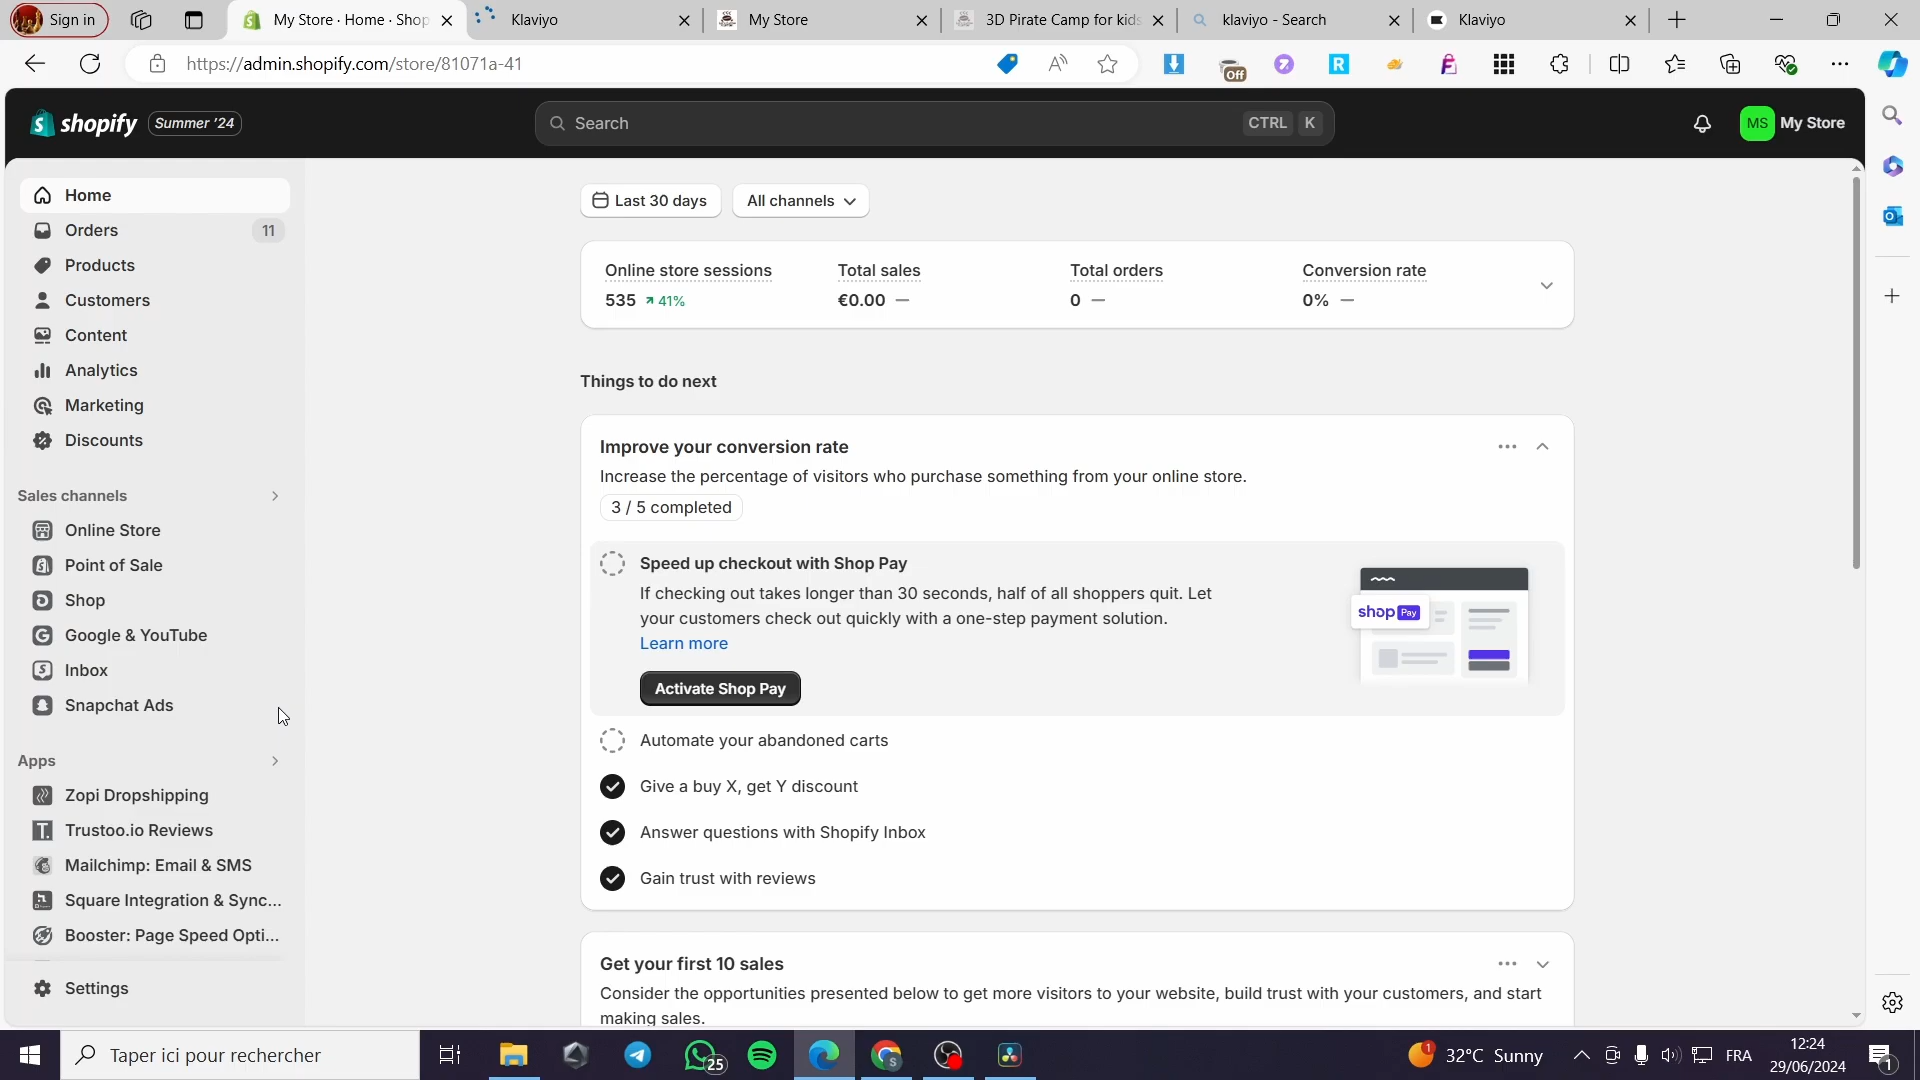 Sign in
My Store · Home · Shop
Klaviyo
My Store
3D Pirate Camp for kids
klaviyo - Search
Klaviyo
https://admin.shopify.com/store/81071a-41
Off
shopify
Summer '24
Search
CTRL K
MS
My Store
Home
Orders
11
Products
Customers
Content
Analytics
Marketing
Discounts
Sales channels
Online Store
Point of Sale
Shop
Google & YouTube
Inbox
Snapchat Ads
Apps
Zopi Dropshipping
Trustoo.io Reviews
Mailchimp: Email & SMS
Square Integration & Sync...
Booster: Page Speed Opti...
Settings
Last 30 days
All channels
Online store sessions
535
41%
Total sales
€0.00 —
Total orders
0 —
Conversion rate
0% —
Things to do next
Improve your conversion rate
Increase the percentage of visitors who purchase something from your online store.
3 / 5 completed
Speed up checkout with Shop Pay
If checking out takes longer than 30 seconds, half of all shoppers quit. Let
your customers check out quickly with a one-step payment solution.
Learn more
Activate Shop Pay
shop Pay
Automate your abandoned carts
Give a buy X, get Y discount
Answer questions with Shopify Inbox
Gain trust with reviews
Get your first 10 sales
Consider the opportunities presented below to get more visitors to your website, build trust with your customers, and start
making sales.
Taper ici pour rechercher
25
1
32°C Sunny
FRA
12:24
29/06/2024
1